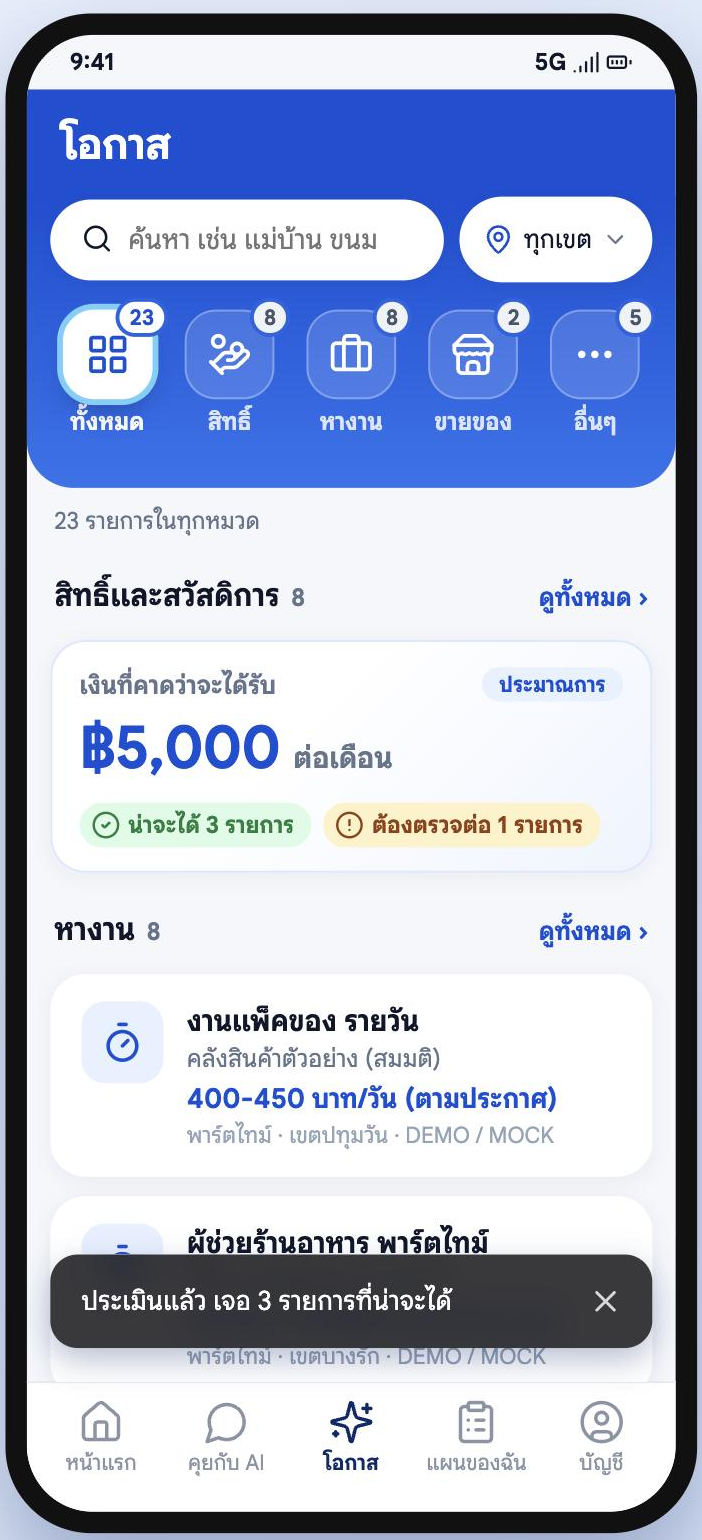 9:41
5G
โอกาส
ค้นหา เช่น แม่บ้าน ขนม
ทุกเขต
23
8
8
2
5
ทั้งหมด
สิทธิ์
หางาน
ขายของ
อื่นๆ
23 รายการในทุกหมวด
สิทธิ์และสวัสดิการ 8
ดูทั้งหมด ›
เงินที่คาดว่าจะได้รับ
ประมาณการ
฿5,000 ต่อเดือน
น่าจะได้ 3 รายการ
ต้องตรวจต่อ 1 รายการ
หางาน 8
ดูทั้งหมด ›
งานแพ็คของ รายวัน
คลังสินค้าตัวอย่าง (สมมติ)
400-450 บาท/วัน (ตามประกาศ)
พาร์ตไทม์ · เขตปทุมวัน · DEMO / MOCK
ผู้ช่วยร้านอาหาร พาร์ตไทม์
ประเมินแล้ว เจอ 3 รายการที่น่าจะได้
พาร์ตไทม์ · เขตบางรัก · DEMO / MOCK
หน้าแรก
คุยกับ AI
โอกาส
แผนของฉัน
บัญชี